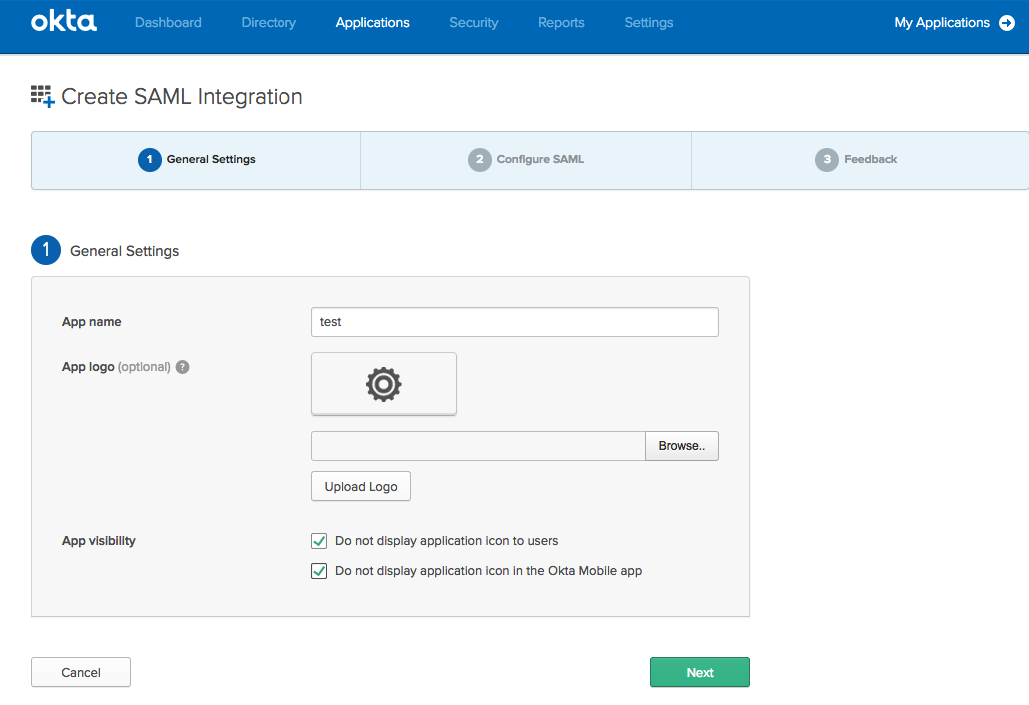 okta Dashboard Directory Applications Security Reports Settings My Applications
Create SAML Integration
1 General Settings 2 Configure SAML 3 Feedback
1 General Settings
App name test
App logo (optional) ?
Browse..
Upload Logo
App visibility Do not display application icon to users
Do not display application icon in the Okta Mobile app
Cancel Next